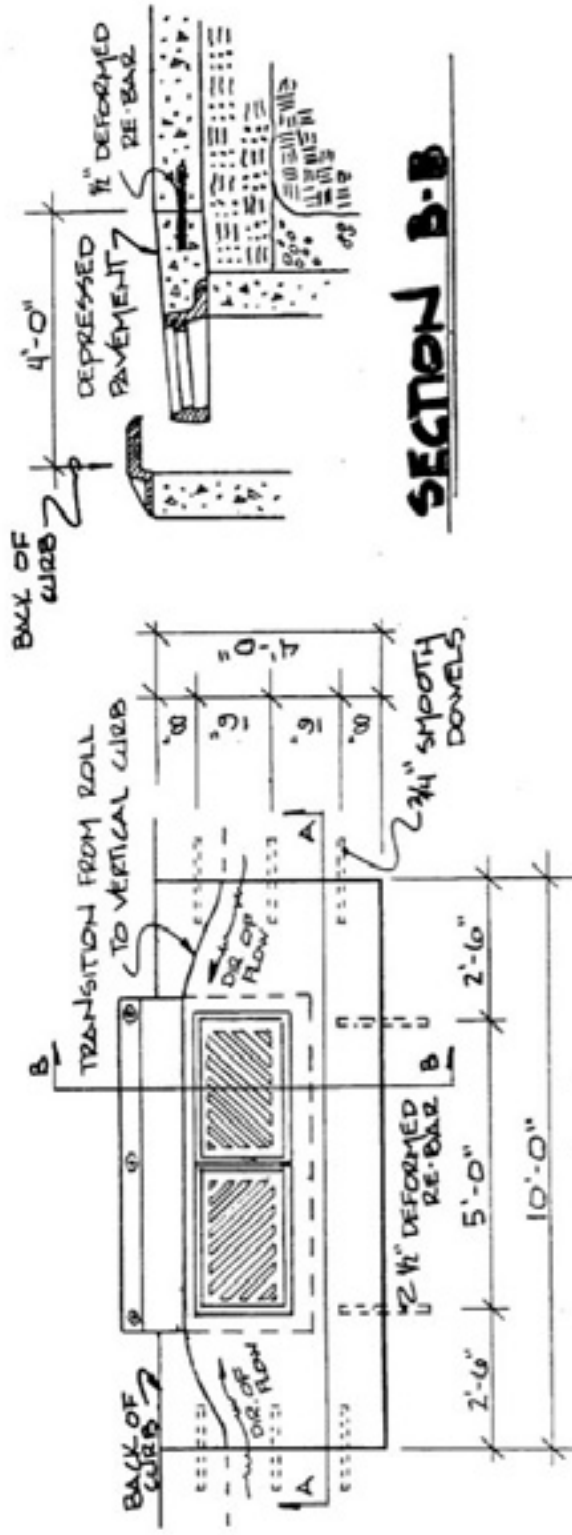 BACK OF
CURB
B
TRANSITION FROM ROLL
TO VERTICAL CURB
DIR. OF
FLOW
DIR OF
FLOW
A
A
8"
16"
16"
8"
4'-0"
3/4" SMOOTH
DOWELS
1/2" DEFORMED
RE-BAR
B
2'-6"
5'-0"
2'-6"
10'-0"
BACK OF
CURB
4'-0"
DEPRESSED
PAVEMENT
1/2" DEFORMED
RE-BAR
SECTION B-B